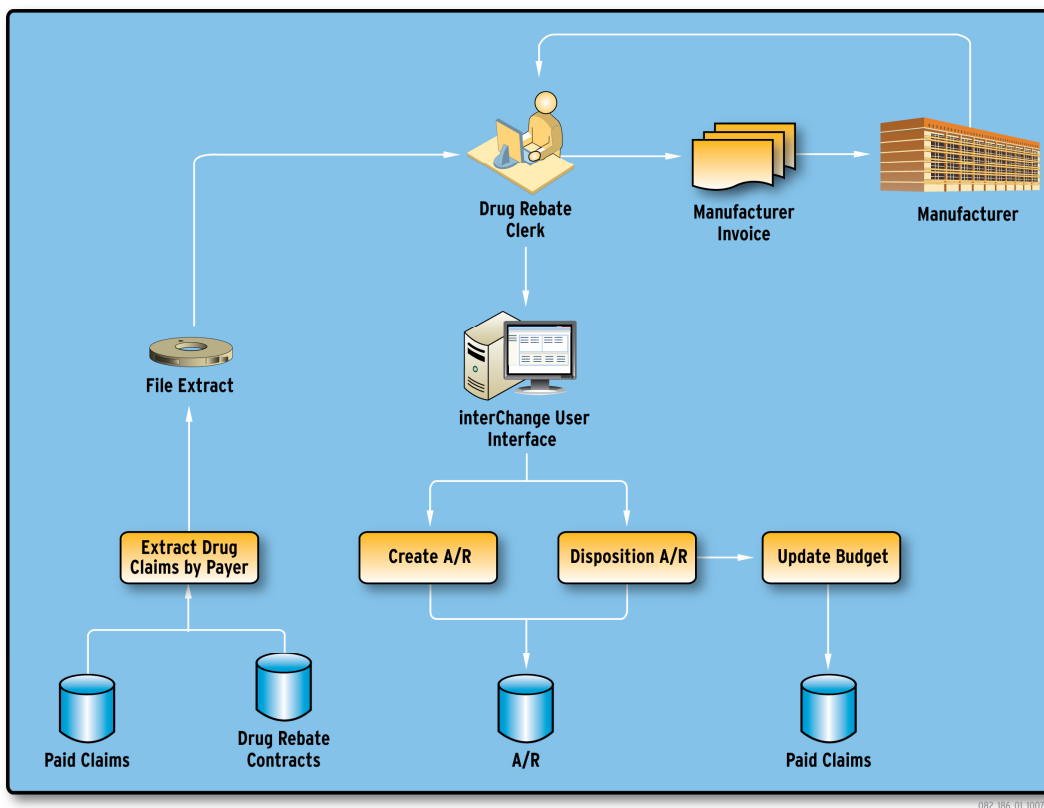 Drug Rebate
Clerk
Manufacturer
Invoice
Manufacturer
File Extract
interChange User
Interface
Extract Drug
Claims by Payer
Create A/R
Disposition A/R
Update Budget
Paid Claims
Drug Rebate
Contracts
A/R
Paid Claims
082_186_01_1007